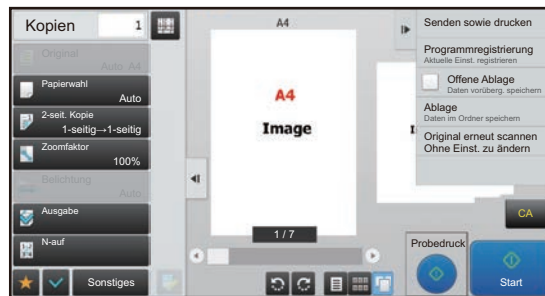 Kopien 1
Original
Auto A4
Papierwahl
Auto
2-seit. Kopie
1-seitig→1-seitig
Zoomfaktor
100%
Belichtung
Auto
Ausgabe
N-auf
Sonstiges
A4
A4
Image
1 / 7
Senden sowie drucken
Programmregistrierung
Aktuelle Einst. registrieren
Offene Ablage
Daten vorüberg. speichern
Ablage
Daten im Ordner speichern
Original erneut scannen
Ohne Einst. zu ändern
CA
Probedruck
Start